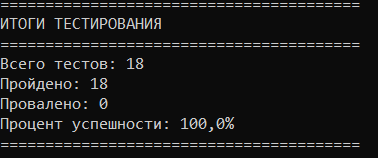 ========================================
ИТОГИ ТЕСТИРОВАНИЯ
========================================
Всего тестов: 18
Пройдено: 18
Провалено: 0
Процент успешности: 100,0%
========================================